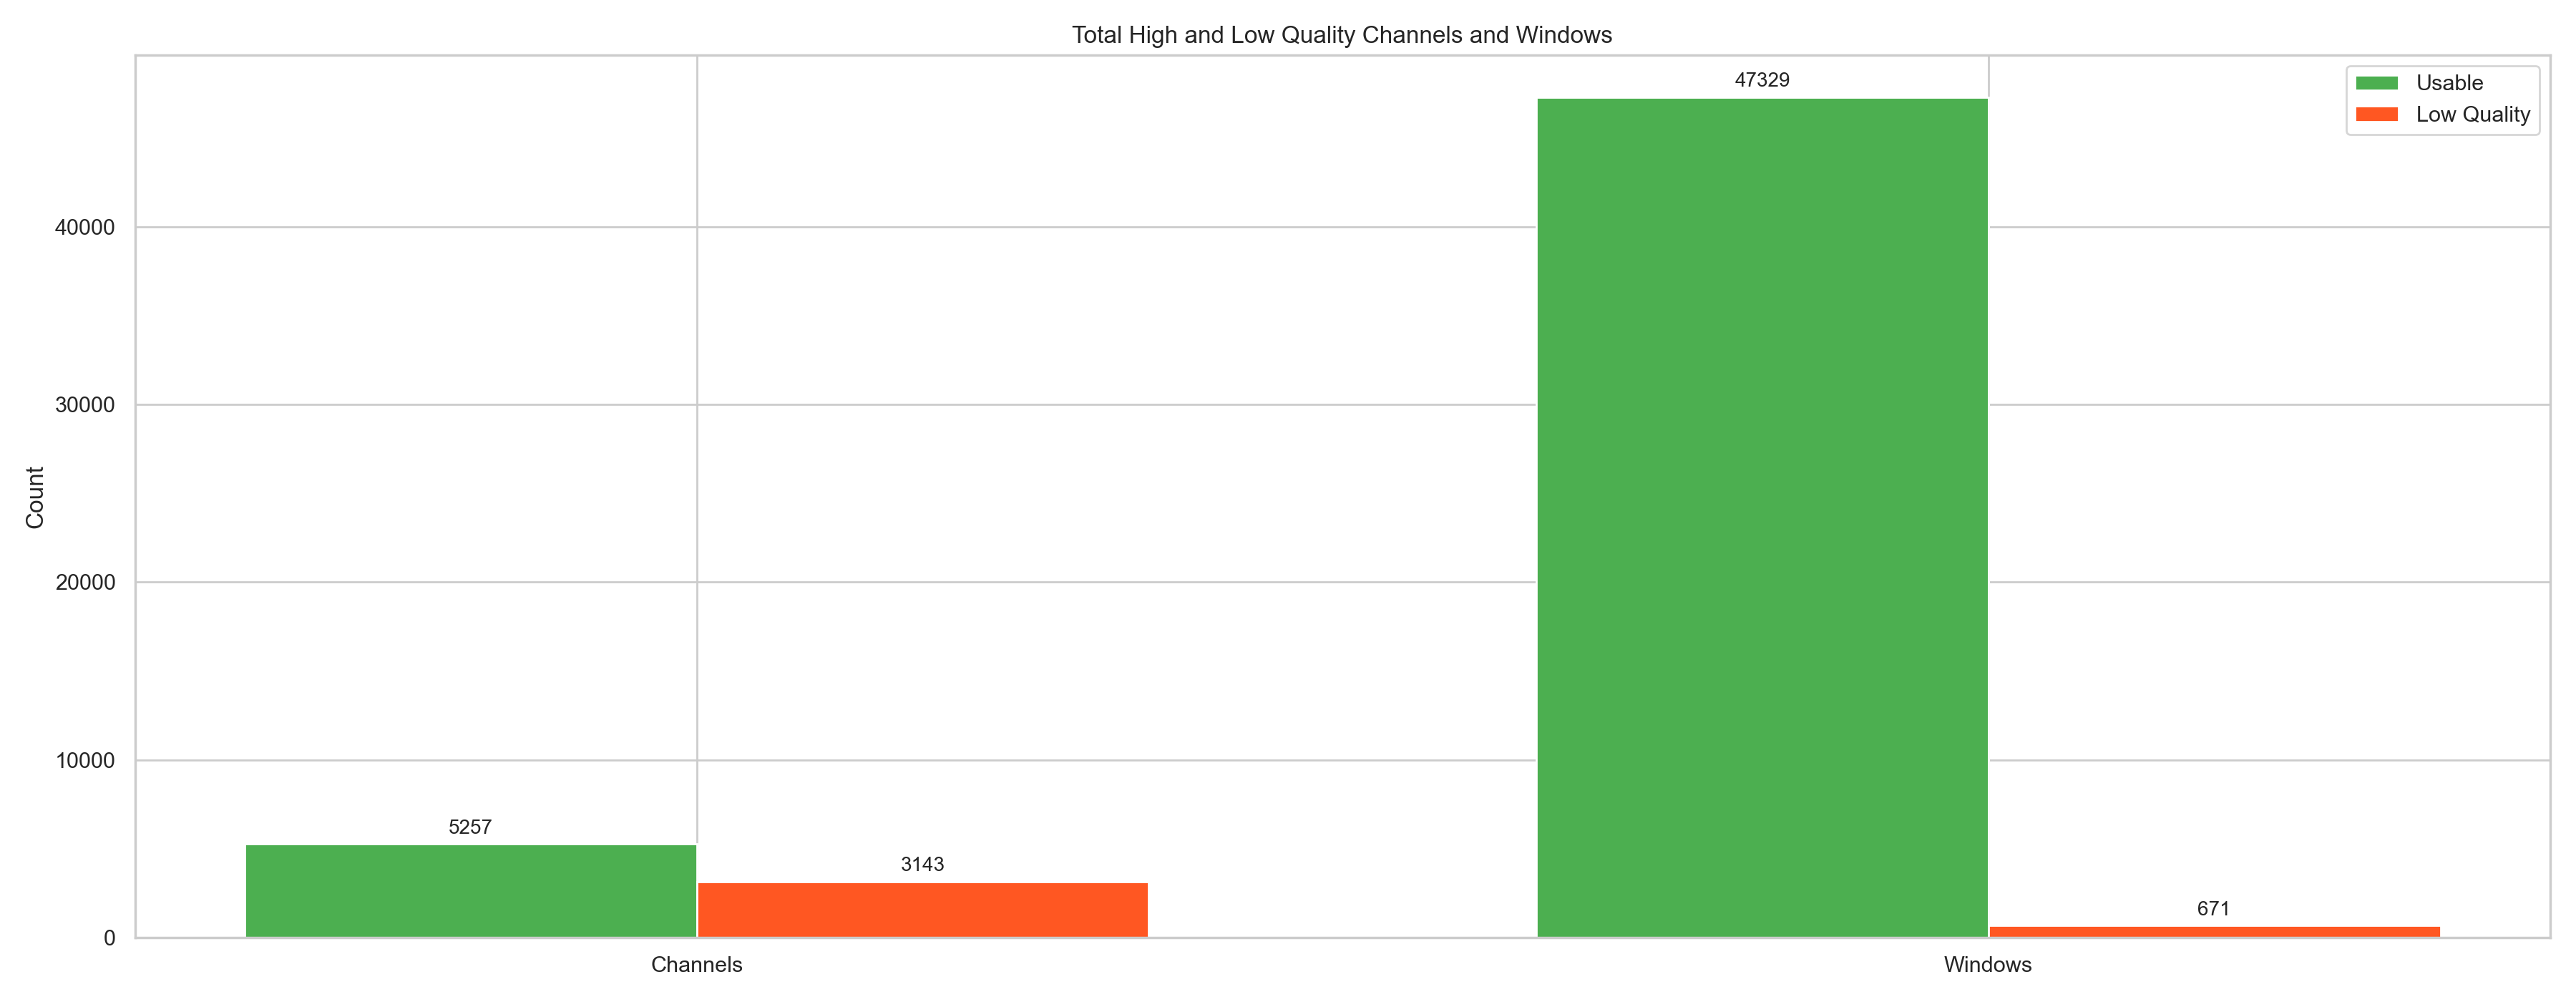 Total High and Low Quality Channels and Windows
Usable
Low Quality
Count
40000
30000
20000
10000
0
47329
5257
3143
671
Channels
Windows